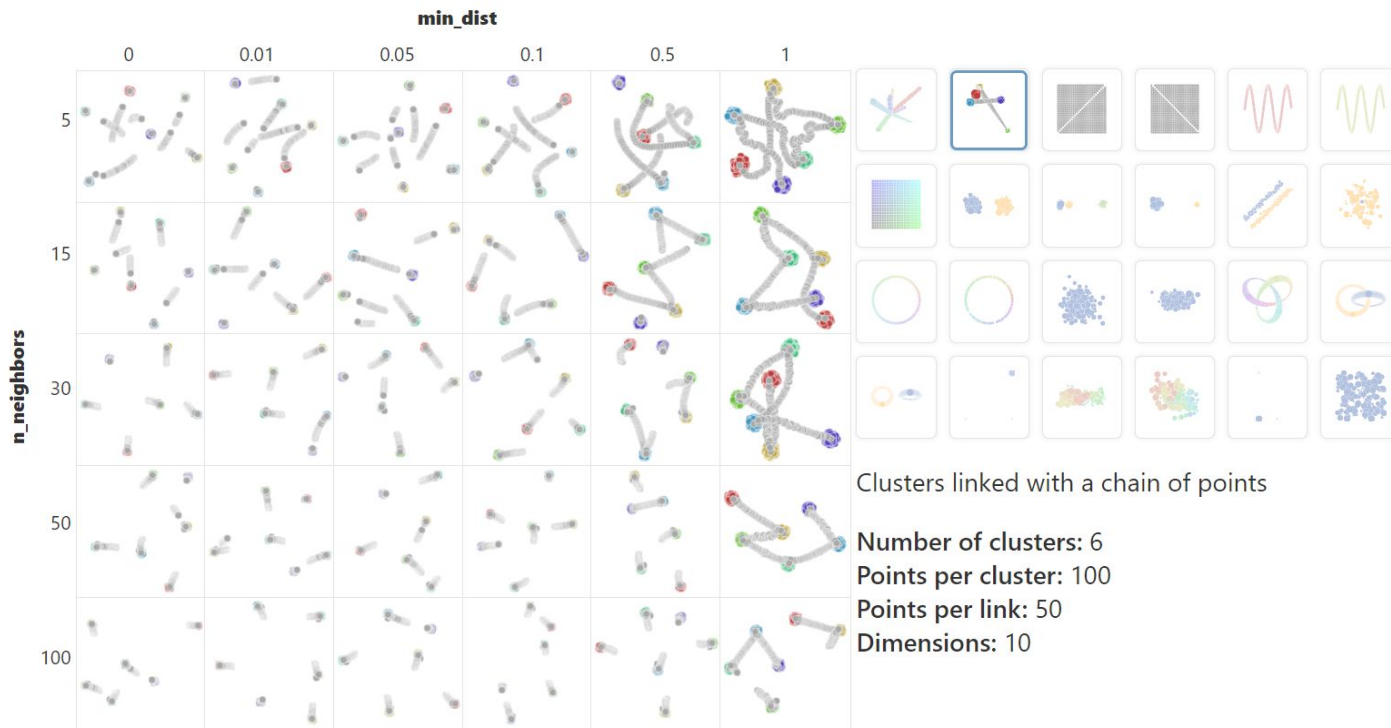 min_dist
0 0.01 0.05 0.1 0.5 1
n_neighbors
5
15
30
50
100
Clusters linked with a chain of points
Number of clusters: 6
Points per cluster: 100
Points per link: 50
Dimensions: 10